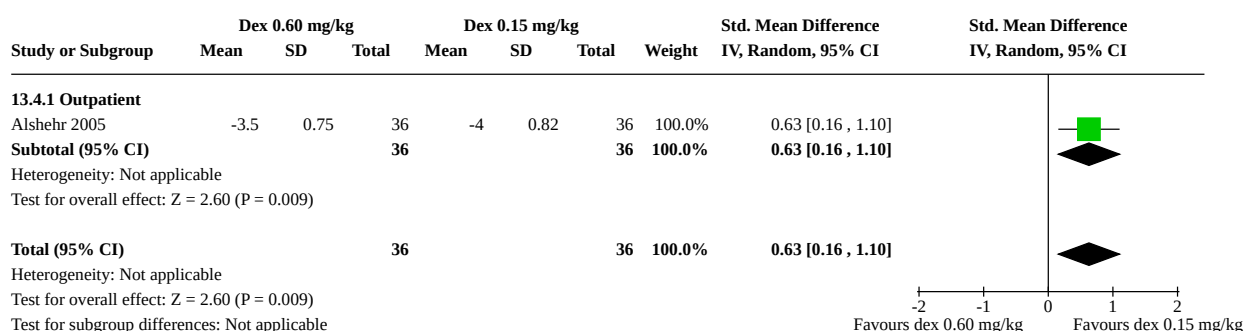 Dex 0.60 mg/kg Dex 0.15 mg/kg Std. Mean Difference Std. Mean Difference
Study or Subgroup Mean SD Total Mean SD Total Weight IV, Random, 95% CI IV, Random, 95% CI
13.4.1 Outpatient
Alshehr 2005 -3.5 0.75 36 -4 0.82 36 100.0% 0.63 [0.16 , 1.10]
Subtotal (95% CI) 36 36 100.0% 0.63 [0.16 , 1.10]
Heterogeneity: Not applicable
Test for overall effect: Z = 2.60 (P = 0.009)
Total (95% CI) 36 36 100.0% 0.63 [0.16 , 1.10]
Heterogeneity: Not applicable
Test for overall effect: Z = 2.60 (P = 0.009)
-2 -1 0 1 2
Test for subgroup differences: Not applicable Favours dex 0.60 mg/kg Favours dex 0.15 mg/kg